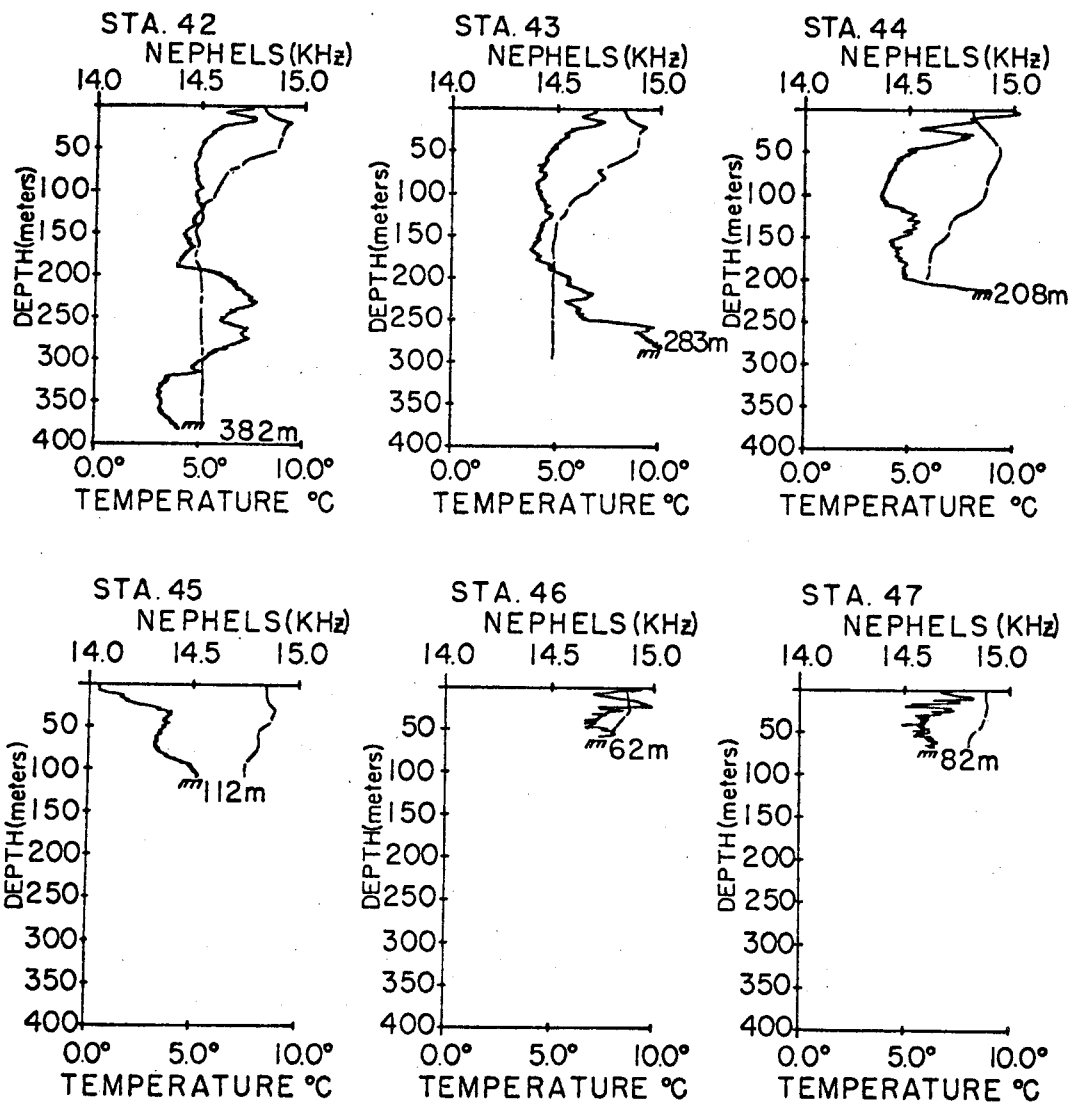 STA. 42
NEPHELS(KHz)
14.0 14.5 15.0
DEPTH(meters)
50
100
150
200
250
300
350
400
382m
0.0° 5.0° 10.0°
TEMPERATURE °C
STA. 43
NEPHELS(KHz)
14.0 14.5 15.0
DEPTH(meters)
50
100
150
200
250
300
350
400
283m
0.0° 5.0° 10.0°
TEMPERATURE °C
STA. 44
NEPHELS(KHz)
14.0 14.5 15.0
DEPTH(meters)
50
100
150
200
250
300
350
400
208m
0.0° 5.0° 10.0°
TEMPERATURE °C
STA. 45
NEPHELS(KHz)
14.0 14.5 15.0
DEPTH(meters)
50
100
150
200
250
300
350
400
112m
0.0° 5.0° 10.0°
TEMPERATURE °C
STA. 46
NEPHELS(KHz)
14.0 14.5 15.0
DEPTH(meters)
50
100
150
200
250
300
350
400
62m
0.0° 5.0° 10.0°
TEMPERATURE °C
STA. 47
NEPHELS(KHz)
14.0 14.5 15.0
DEPTH(meters)
50
100
150
200
250
300
350
400
82m
0.0° 5.0° 10.0°
TEMPERATURE °C